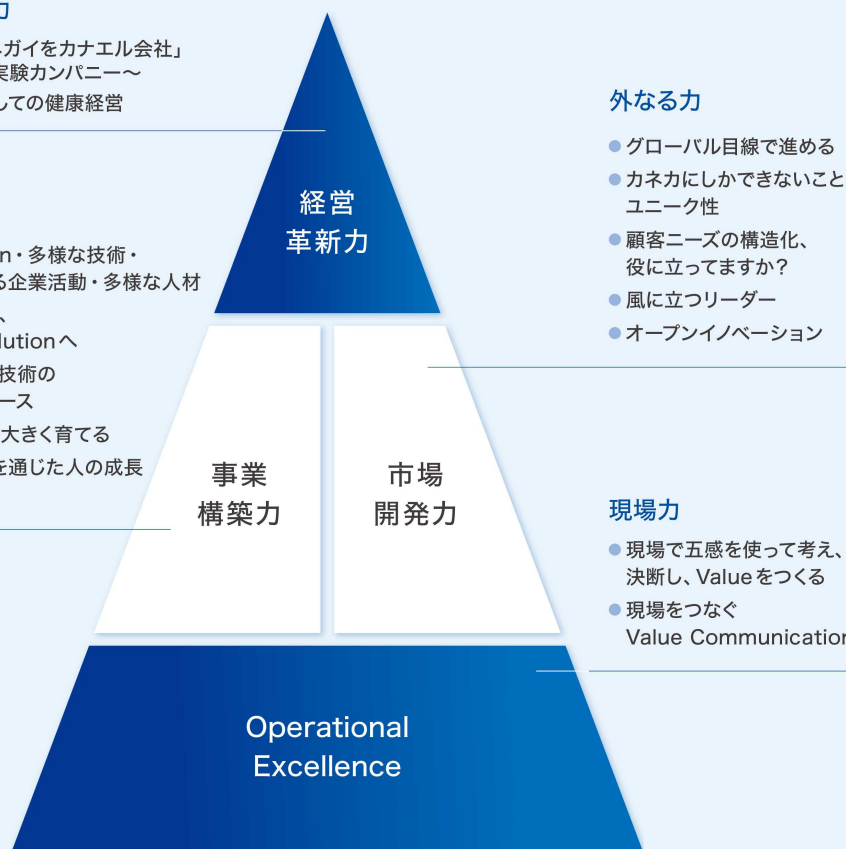 力
ガイをカナエル会社」
実験カンパニー〜
しての健康経営
n・多様な技術・
る企業活動・多様な人材
、
lutionへ
技術の
ース
大きく育てる
を通じた人の成長
経営
革新力
事業
構築力
市場
開発力
Operational
Excellence
外なる力
●グローバル目線で進める
●カネカにしかできないこと
ユニーク性
●顧客ニーズの構造化、
役に立ってますか?
●風に立つリーダー
●オープンイノベーション
現場力
●現場で五感を使って考え、
決断し、Valueをつくる
●現場をつなぐ
Value Communication